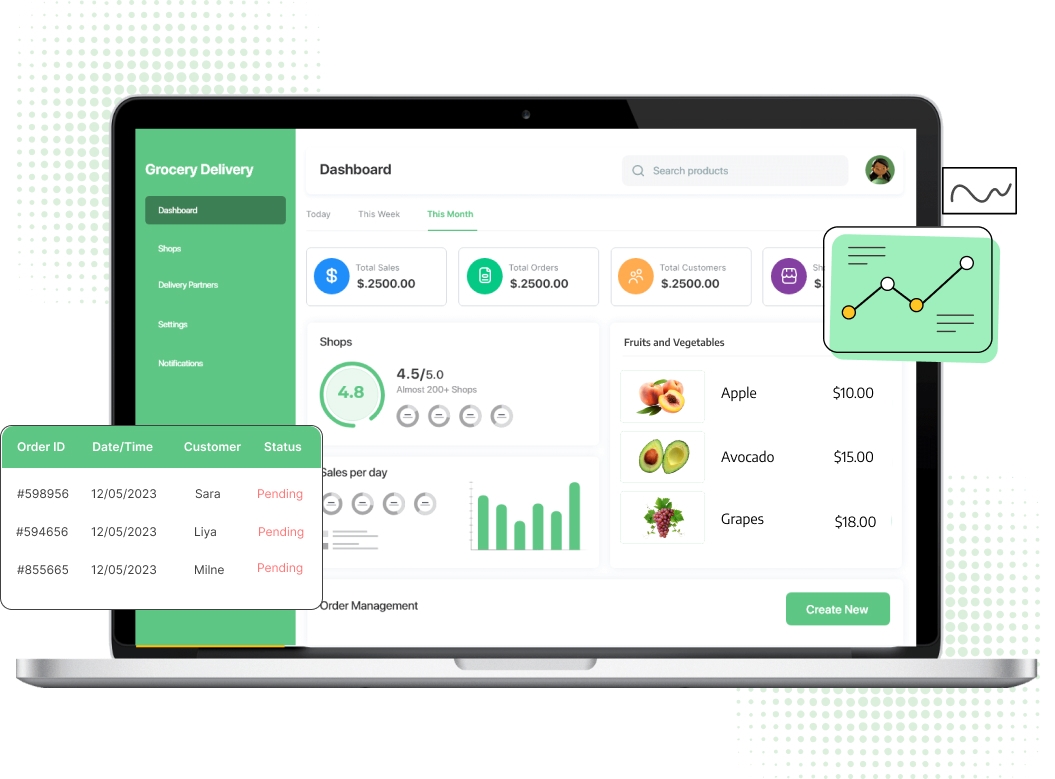 Grocery Delivery
Dashboard
Shops
Delivery Partners
Settings
Notifications
Dashboard
Search products
Today
This Week
This Month
Total Sales
$.2500.00
Total Orders
$.2500.00
Total Customers
$.2500.00
Shops
4.8
4.5/5.0
Almost 200+ Shops
Fruits and Vegetables
Apple $10.00
Avocado $15.00
Grapes $18.00
Sales per day
Order ID Date/Time Customer Status
#598956 12/05/2023 Sara Pending
#594656 12/05/2023 Liya Pending
#855665 12/05/2023 Milne Pending
Order Management
Create New